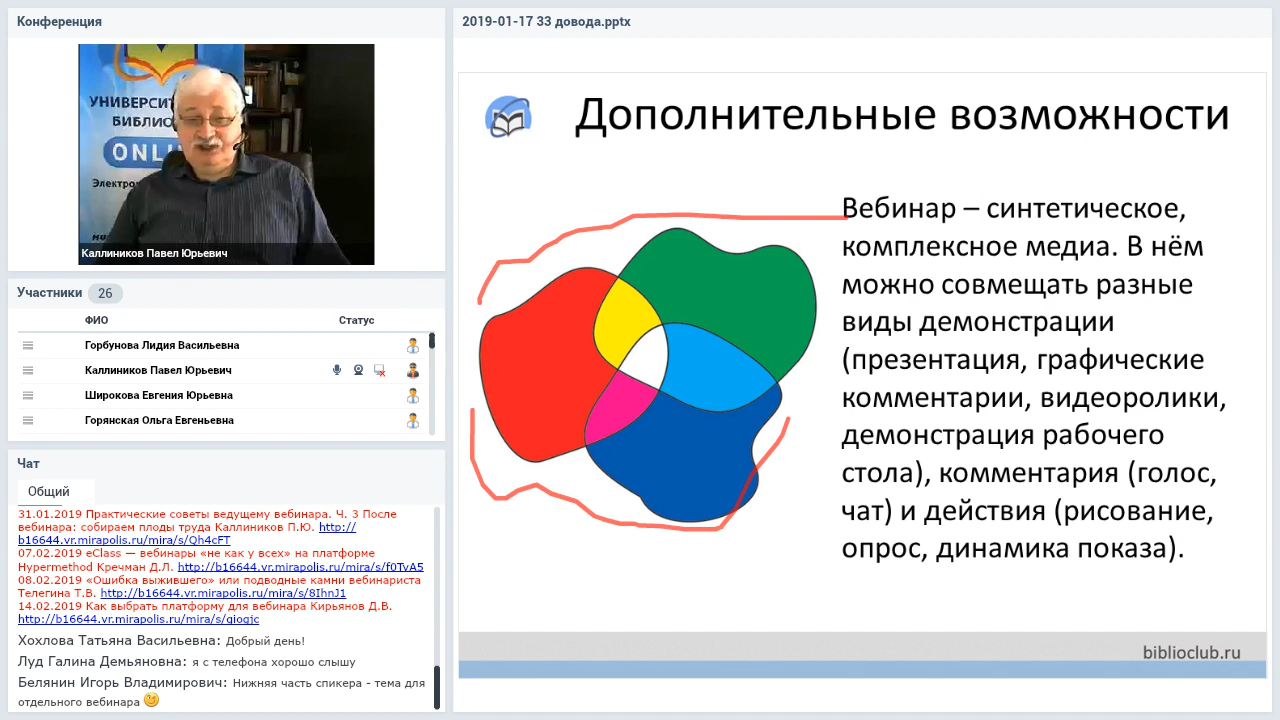 Конференция
УНИВЕРСИТ
БИБЛИО
ONLI
Электро
Каллиников Павел Юрьевич
Участники 26
ФИО Статус
Горбунова Лидия Васильевна
Каллиников Павел Юрьевич
Широкова Евгения Юрьевна
Горянская Ольга Евгеньевна
Чат
Общий
31.01.2019 Практические советы ведущему вебинара. Ч. 3 После
вебинара: собираем плоды труда Каллиников П.Ю. http://
b16644.vr.mirapolis.ru/mira/s/Qh4cFT
07.02.2019 eClass — вебинары «не как у всех» на платформе
Hypermethod Кречман Д.Л. http://b16644.vr.mirapolis.ru/mira/s/f0TvA5
08.02.2019 «Ошибка выжившего» или подводные камни вебинариста
Телегина Т.В. http://b16644.vr.mirapolis.ru/mira/s/8IhnJ1
14.02.2019 Как выбрать платформу для вебинара Кирьянов Д.В.
http://b16644.vr.mirapolis.ru/mira/s/giogjc
Хохлова Татьяна Васильевна: Добрый день!
Луд Галина Демьяновна: я с телефона хорошо слышу
Белянин Игорь Владимирович: Нижняя часть спикера - тема для
отдельного вебинара
2019-01-17 33 довода.pptx
Дополнительные возможности
Вебинар – синтетическое,
комплексное медиа. В нём
можно совмещать разные
виды демонстрации
(презентация, графические
комментарии, видеоролики,
демонстрация рабочего
стола), комментария (голос,
чат) и действия (рисование,
опрос, динамика показа).
biblioclub.ru